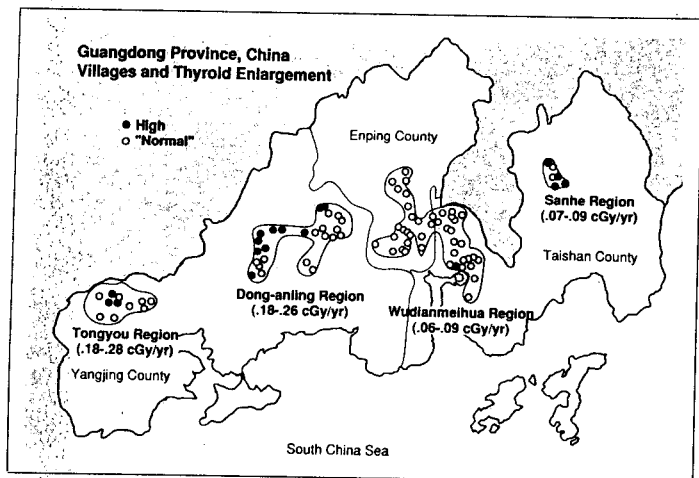 Guangdong Province, China
Villages and Thyroid Enlargement
High
"Normal"
Enping County
Sanhe Region
(.07-.09 cGy/yr)
Taishan County
Dong-anling Region
(.18-.26 cGy/yr)
Wudianmeihua Region
(.06-.09 cGy/yr)
Tongyou Region
(.18-.28 cGy/yr)
Yangjing County
South China Sea